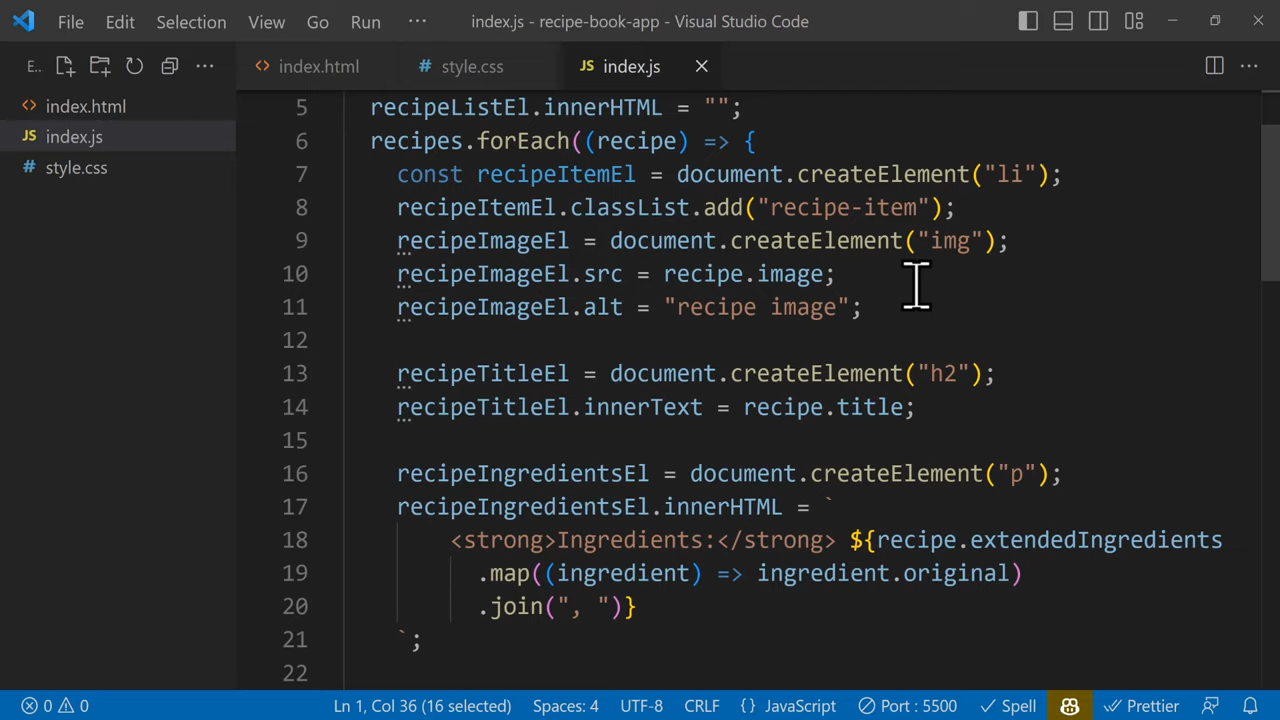 File Edit Selection View Go Run ··· index.js - recipe-book-app - Visual Studio Code
E.. ···
<> index.html # style.css JS index.js ···
<> index.html
JS index.js
# style.css
5 recipeListEl.innerHTML = "";
6 recipes.forEach((recipe) => {
7 const recipeItemEl = document.createElement("li");
8 recipeItemEl.classList.add("recipe-item");
9 recipeImageEl = document.createElement("img");
10 recipeImageEl.src = recipe.image;
11 recipeImageEl.alt = "recipe image";
12
13 recipeTitleEl = document.createElement("h2");
14 recipeTitleEl.innerText = recipe.title;
15
16 recipeIngredientsEl = document.createElement("p");
17 recipeIngredientsEl.innerHTML = `
18 <strong>Ingredients:</strong> ${recipe.extendedIngredients
19 .map((ingredient) => ingredient.original)
20 .join(", ")}
21 `;
22
0 0 Ln 1, Col 36 (16 selected) Spaces: 4 UTF-8 CRLF {} JavaScript Port : 5500 Spell Prettier